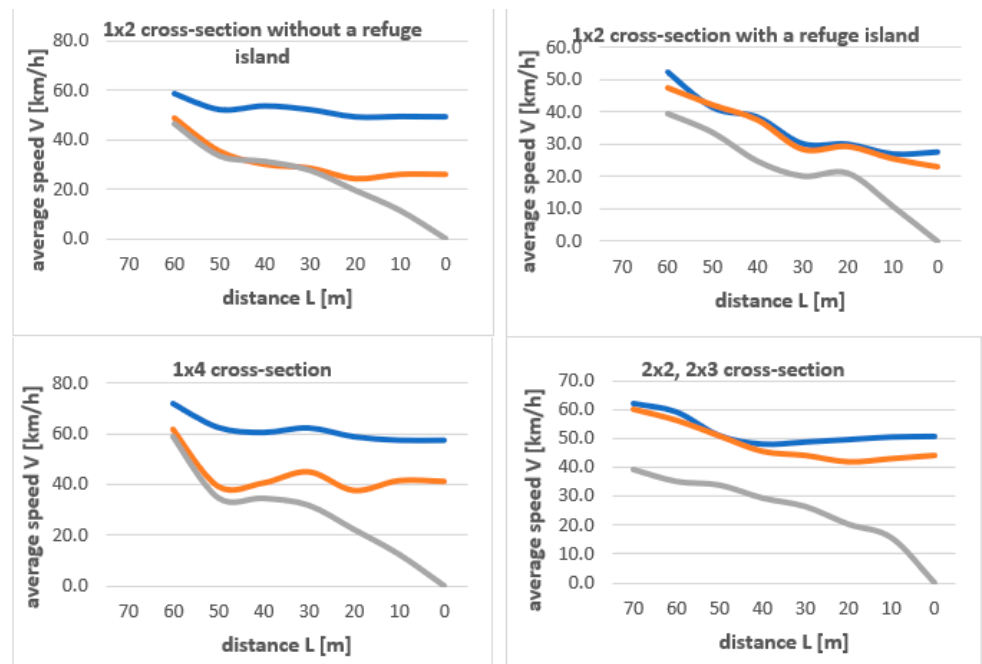 1x2 cross-section without a refuge
island
average speed V [km/h]
80.0
60.0
40.0
20.0
0.0
70 60 50 40 30 20 10 0
distance L [m]
1x2 cross-section with a refuge island
average speed V [km/h]
60.0
50.0
40.0
30.0
20.0
10.0
0.0
70 60 50 40 30 20 10 0
distance L [m]
1x4 cross-section
average speed V [km/h]
80.0
60.0
40.0
20.0
0.0
70 60 50 40 30 20 10 0
distance L [m]
2x2, 2x3 cross-section
average speed V [km/h]
70.0
60.0
50.0
40.0
30.0
20.0
10.0
0.0
70 60 50 40 30 20 10 0
distance L [m]